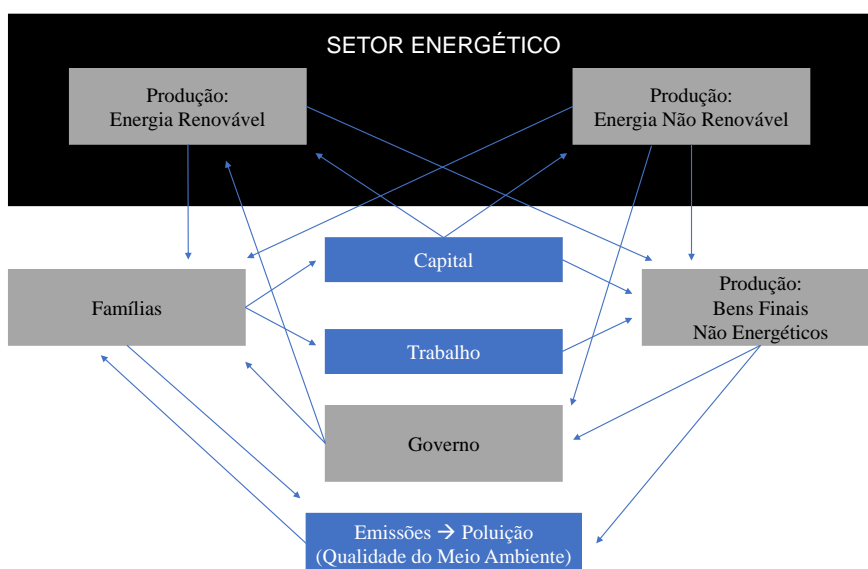 SETOR ENERGÉTICO
Produção:
Energia Renovável
Produção:
Energia Não Renovável
Capital
Famílias
Produção:
Bens Finais
Não Energéticos
Trabalho
Governo
Emissões → Poluição
(Qualidade do Meio Ambiente)